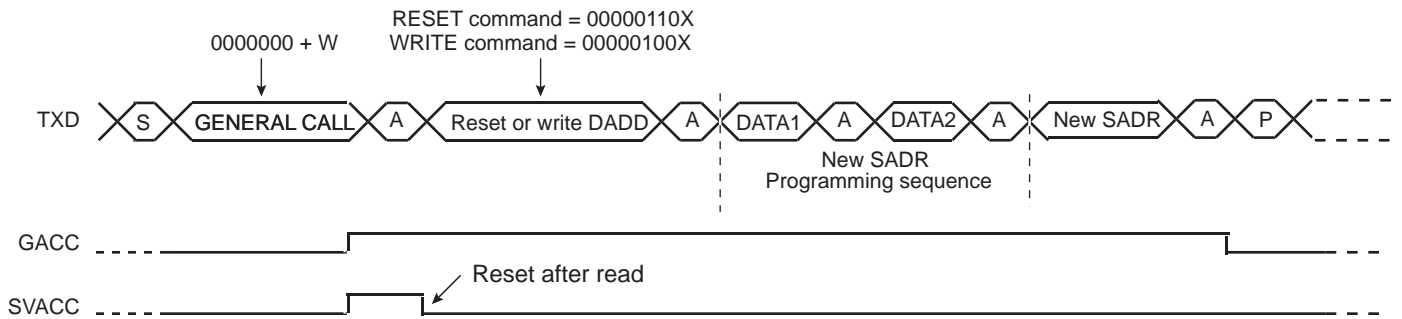 RESET command = 00000110X
0000000 + W
WRITE command = 00000100X
TXD
S
GENERAL CALL
A
Reset or write DADD
A
DATA1
A
DATA2
A
New SADR
A
P
New SADR
Programming sequence
GACC
Reset after read
SVACC